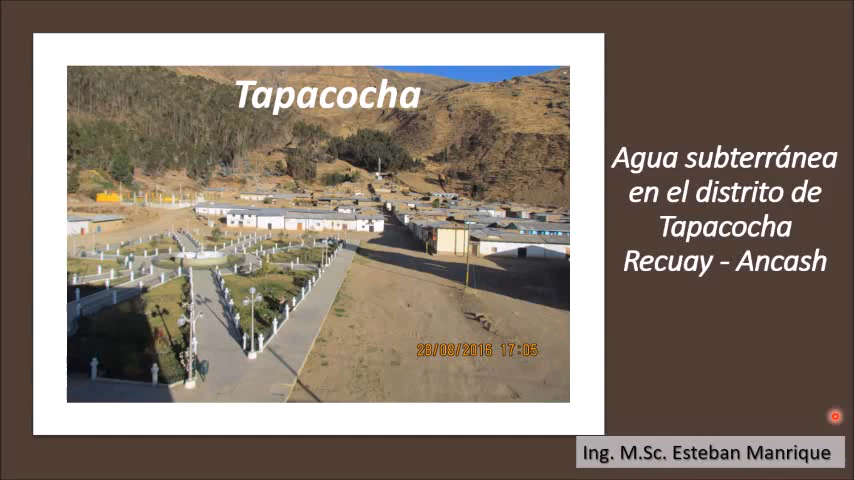 Tapacocha
Agua subterránea
en el distrito de
Tapacocha
Recuay - Ancash
28/08/2016 17:05
Ing. M.Sc. Esteban Manrique